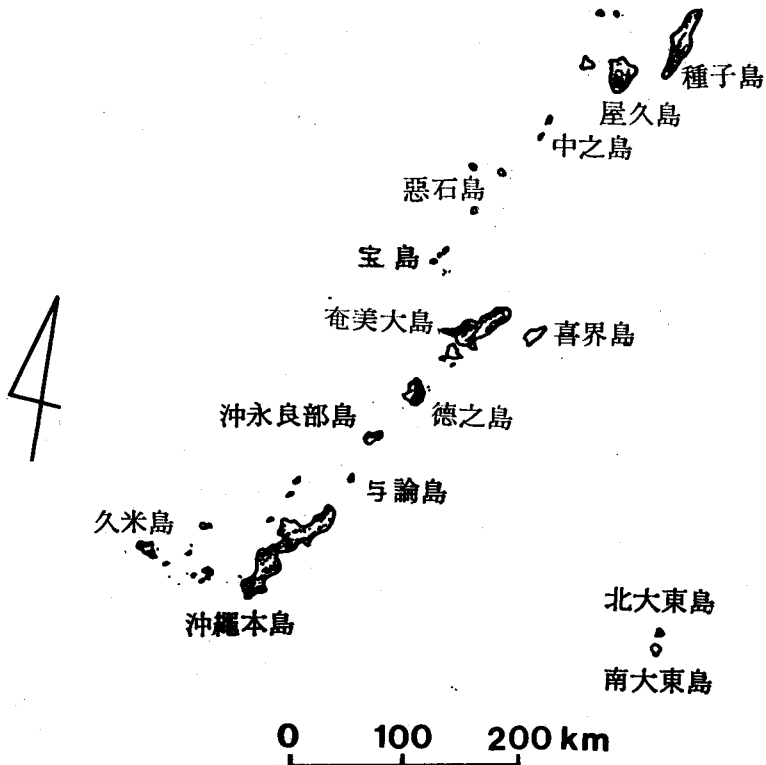 種子島
屋久島
中之島
惡石島
宝島
奄美大島
喜界島
徳之島
沖永良部島
与論島
久米島
沖繩本島
北大東島
南大東島
0 100 200 km